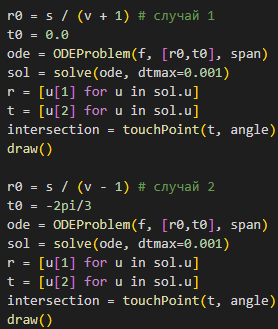 r0 = s / (v + 1) # случай 1
t0 = 0.0
ode = ODEProblem(f, [r0,t0], span)
sol = solve(ode, dtmax=0.001)
r = [u[1] for u in sol.u]
t = [u[2] for u in sol.u]
intersection = touchPoint(t, angle)
draw()
r0 = s / (v - 1) # случай 2
t0 = -2pi/3
ode = ODEProblem(f, [r0,t0], span)
sol = solve(ode, dtmax=0.001)
r = [u[1] for u in sol.u]
t = [u[2] for u in sol.u]
intersection = touchPoint(t, angle)
draw()